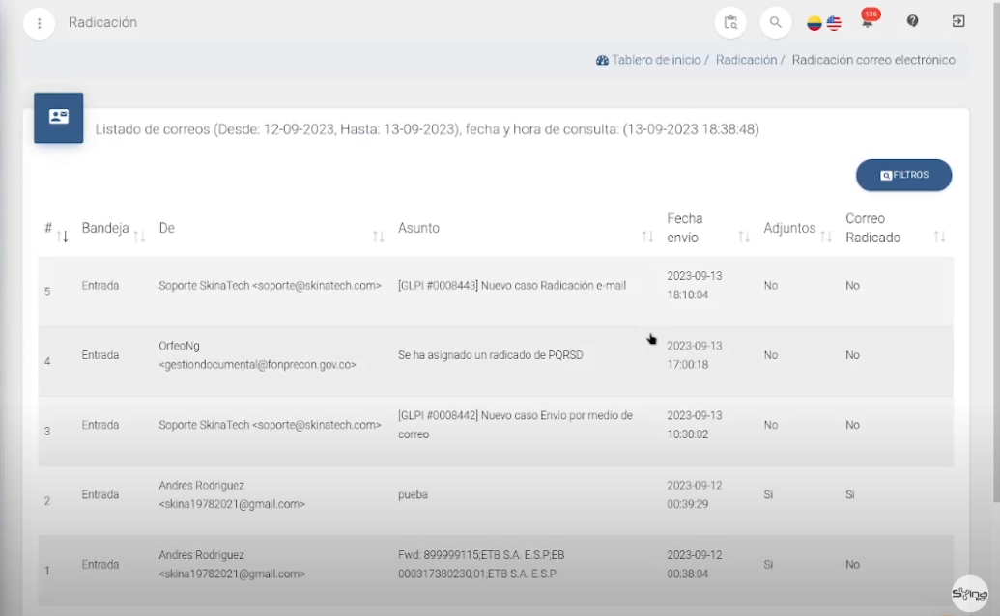 Radicación
136
Tablero de inicio / Radicación / Radicación correo electrónico
Listado de correos (Desde: 12-09-2023, Hasta: 13-09-2023), fecha y hora de consulta: (13-09-2023 18:38:48)
FILTROS
# Bandeja De Asunto Fecha envío Adjuntos Correo Radicado
5 Entrada Soporte SkinaTech <soporte@skinatech.com> [GLPI #0008443] Nuevo caso Radicación e-mail 2023-09-13 18:10:04 No No
4 Entrada OrfeoNg <gestiondocumental@fonprecon.gov.co> Se ha asignado un radicado de PQRSD 2023-09-13 17:00:18 No No
3 Entrada Soporte SkinaTech <soporte@skinatech.com> [GLPI #0008442] Nuevo caso Envio por medio de correo 2023-09-13 10:30:02 No No
2 Entrada Andres Rodriguez <skina19782021@gmail.com> pueba 2023-09-12 00:39:29 Si Si
1 Entrada Andres Rodriguez <skina19782021@gmail.com> Fwd: 899999115;ETB S.A. E.S.P;EB 000317380230;01;ETB S.A. E.S.P 2023-09-12 00:38:04 Si No
Skina